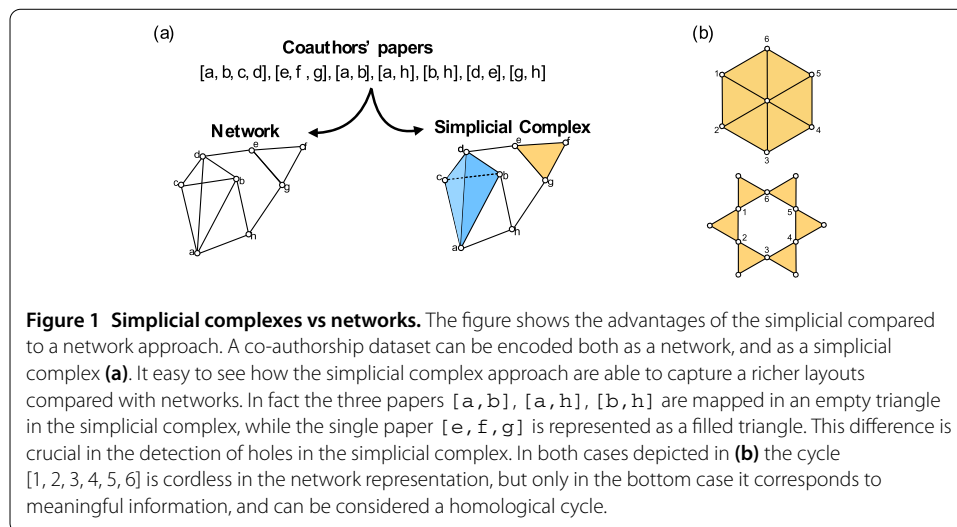 (a)
Coauthors' papers
[a, b, c, d], [e, f, g], [a, b], [a, h], [b, h], [d, e], [g, h]
Network
d
e
f
c
b
g
a
h
Simplicial Complex
d
e
f
c
b
g
a
h
(b)
6
1
5
2
4
3
6
1
5
2
4
3
Figure 1 Simplicial complexes vs networks. The figure shows the advantages of the simplicial compared
to a network approach. A co-authorship dataset can be encoded both as a network, and as a simplicial
complex (a). It easy to see how the simplicial complex approach are able to capture a richer layouts
compared with networks. In fact the three papers [a,b], [a,h], [b,h] are mapped in an empty triangle
in the simplicial complex, while the single paper [e,f,g] is represented as a filled triangle. This difference is
crucial in the detection of holes in the simplicial complex. In both cases depicted in (b) the cycle
[1, 2, 3, 4, 5, 6] is cordless in the network representation, but only in the bottom case it corresponds to
meaningful information, and can be considered a homological cycle.